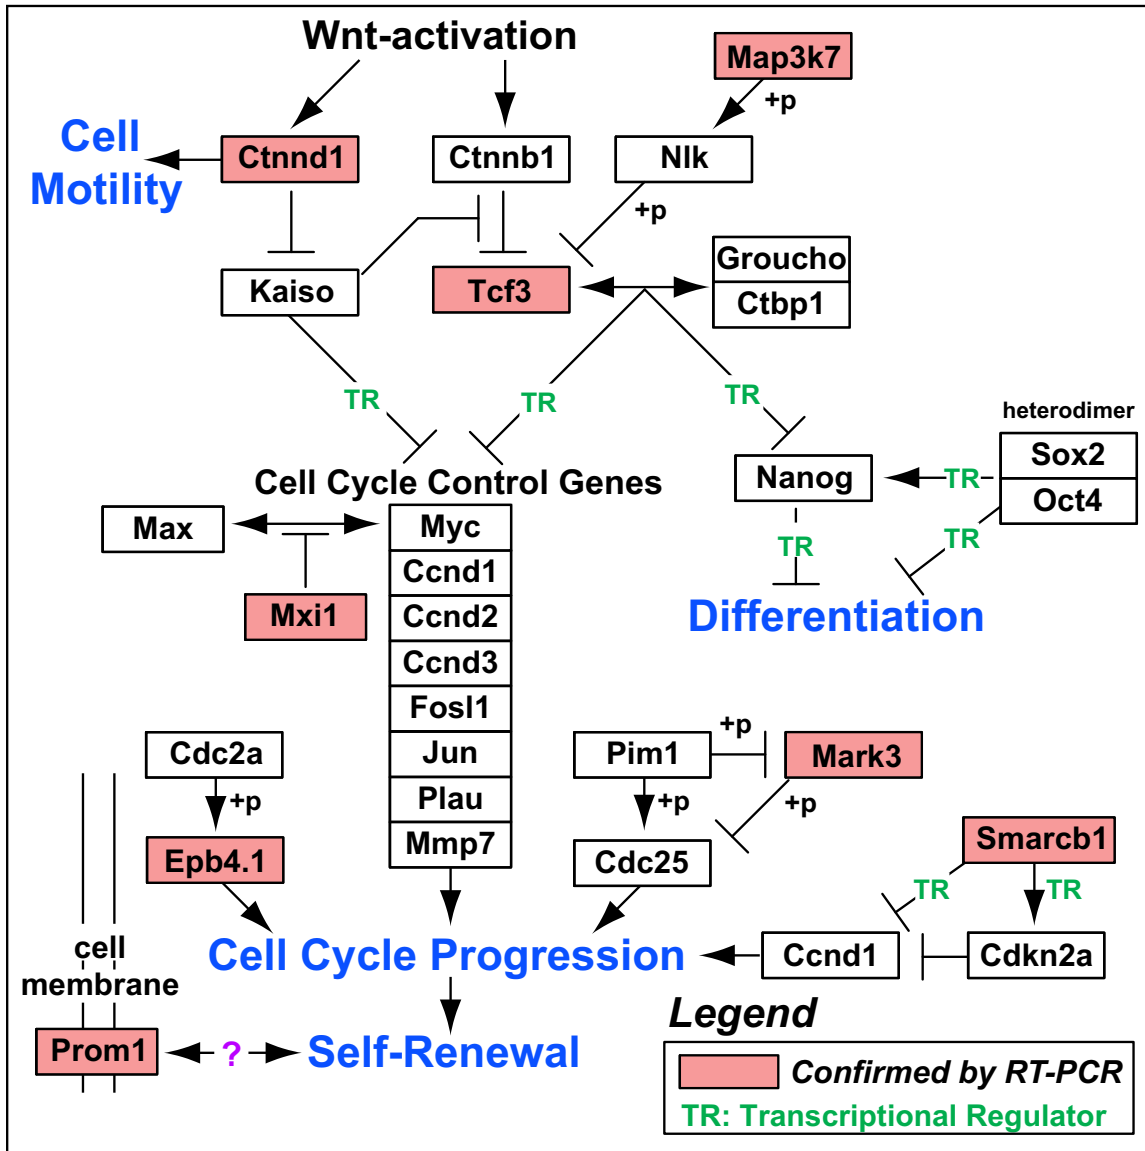 Wnt-activation
Map3k7
+p
Cell
Motility
Ctnnd1
Ctnnb1
Nlk
+p
Kaiso
Tcf3
Groucho
Ctbp1
TR
TR
TR
heterodimer
Sox2
Oct4
Nanog
TR
TR
TR
Cell Cycle Control Genes
Max
Myc
Ccnd1
Ccnd2
Ccnd3
Fosl1
Jun
Plau
Mmp7
Mxi1
Differentiation
Cdc2a
+p
Epb4.1
Pim1
+p
Mark3
+p
+p
Cdc25
Smarcb1
TR
TR
Ccnd1
Cdkn2a
Cell Cycle Progression
cell
membrane
Prom1
?
Self-Renewal
Legend
Confirmed by RT-PCR
TR: Transcriptional Regulator